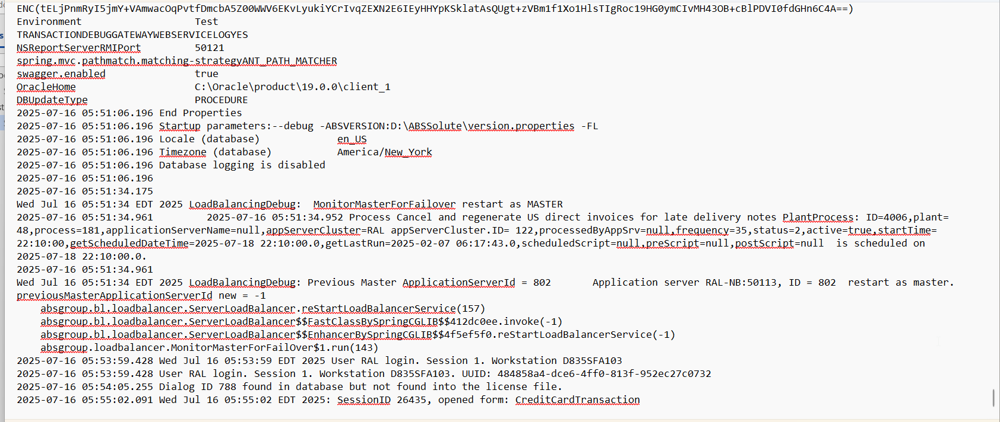 ENC(tELjPnmRyI5jmY+VAmwacOqPvtfDmcbA5Z00WWV6EKvLyukiYCrIvqZEXN2E6IEyHHYpKSklatAsQUgt+zVBm1f1Xo1HlsTIgRoc19HG0ymCIvMH43OB+cBlPDVI0fdGHn6C4A==)
Environment Test
TRANSACTIONDEBUGGATEWAYWEBSERVICELOGYES
NSReportServerRMIPort 50121
spring.mvc.pathmatch.matching-strategyANT_PATH_MATCHER
swagger.enabled true
OracleHome C:\Oracle\product\19.0.0\client_1
DBUpdateType PROCEDURE
2025-07-16 05:51:06.196 End Properties
2025-07-16 05:51:06.196 Startup parameters:--debug -ABSVERSION:D:\ABSSolute\version.properties -FL
2025-07-16 05:51:06.196 Locale (database) en_US
2025-07-16 05:51:06.196 Timezone (database) America/New_York
2025-07-16 05:51:06.196 Database logging is disabled
2025-07-16 05:51:06.196
2025-07-16 05:51:34.175
Wed Jul 16 05:51:34 EDT 2025 LoadBalancingDebug: MonitorMasterForFailover restart as MASTER
2025-07-16 05:51:34.961 2025-07-16 05:51:34.952 Process Cancel and regenerate US direct invoices for late delivery notes PlantProcess: ID=4006,plant=
48,process=181,applicationServerName=null,appServerCluster=RAL appServerCluster.ID= 122,processedByAppSrv=null,frequency=35,status=2,active=true,startTime=
22:10:00,getScheduledDateTime=2025-07-18 22:10:00.0,getLastRun=2025-02-07 06:17:43.0,scheduledScript=null,preScript=null,postScript=null is scheduled on
2025-07-18 22:10:00.0.
2025-07-16 05:51:34.961
Wed Jul 16 05:51:34 EDT 2025 LoadBalancingDebug: Previous Master ApplicationServerId = 802 Application server RAL-NB:50113, ID = 802 restart as master.
previousMasterApplicationServerId new = -1
absgroup.bl.loadbalancer.ServerLoadBalancer.reStartLoadBalancerService(157)
absgroup.bl.loadbalancer.ServerLoadBalancer$$FastClassBySpringCGLIB$$412dc0ee.invoke(-1)
absgroup.bl.loadbalancer.ServerLoadBalancer$$EnhancerBySpringCGLIB$$4f5ef5f0.reStartLoadBalancerService(-1)
absgroup.loadbalancer.MonitorMasterForFailOver$1.run(143)
2025-07-16 05:53:59.428 Wed Jul 16 05:53:59 EDT 2025 User RAL login. Session 1. Workstation D835SFA103
2025-07-16 05:53:59.428 User RAL login. Session 1. Workstation D835SFA103. UUID: 484858a4-dce6-4ff0-813f-952ec27c0732
2025-07-16 05:54:05.255 Dialog ID 788 found in database but not found into the license file.
2025-07-16 05:55:02.091 Wed Jul 16 05:55:02 EDT 2025: SessionID 26435, opened form: CreditCardTransaction